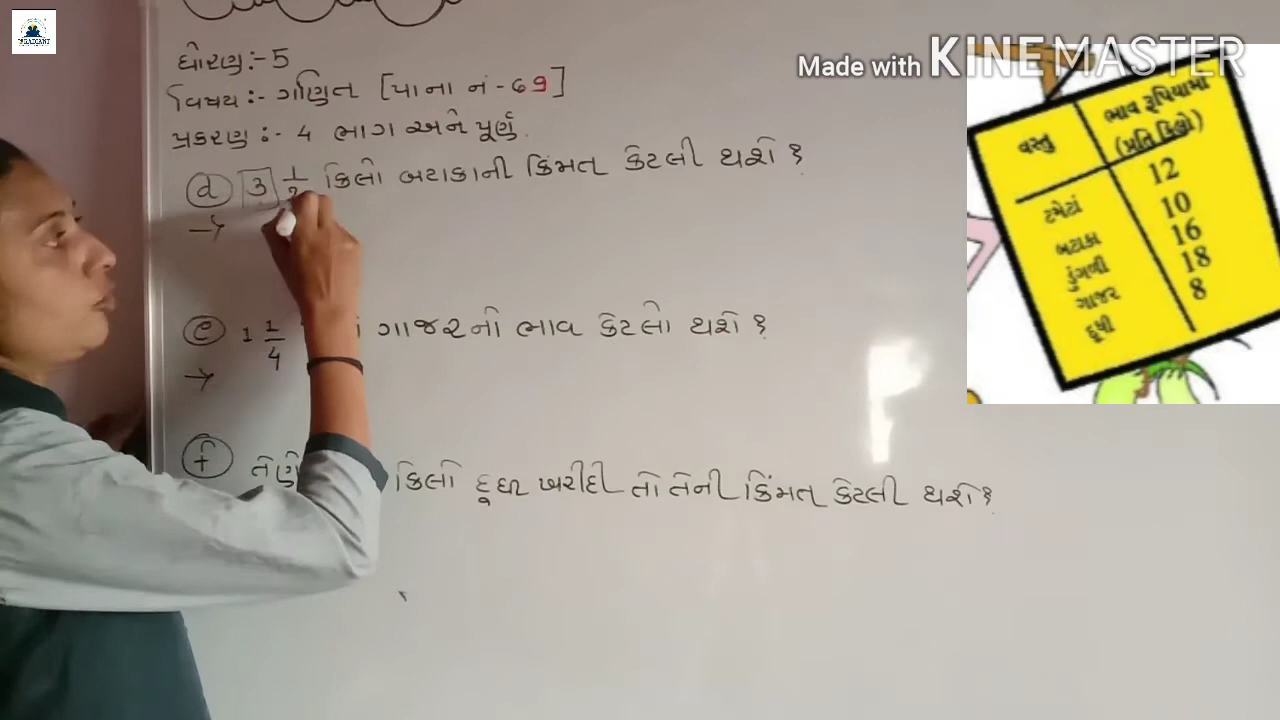 ધોરણ:- 5
વિષય:- ગણિત [પાના નં - ૬૭]
પ્રકરણ:- 4 ભાગ અને પૂર્ણ
(d) 3 1/2 કિલો બટાકાની કિંમત કેટલી થશે ?
→
(e) 1 1/4 ગાજરનો ભાવ કેટલો થશે ?
→
(f) તેણે કિલો દૂધી ખરીદી તો તેની કિંમત કેટલી થશે ?
Made with KINEMASTER
વસ્તુ ભાવ રૂપિયામાં (પ્રતિ કિલો)
ટમેટાં 12
બટાકા 10
ડુંગળી 16
ગાજર 18
દૂધી 8